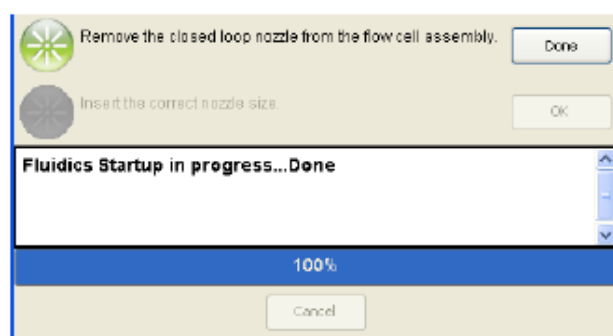 Remove the closed loop nozzle from the flow cell assembly.
Done
Insert the correct nozzle size.
OK
Fluidics Startup in progress...Done
100%
Cancel